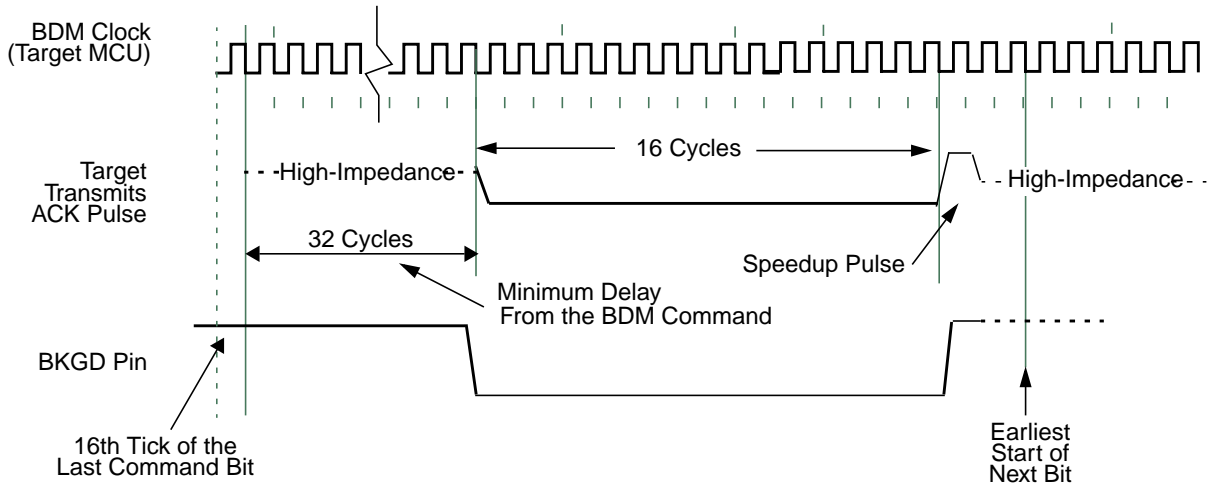 BDM Clock
(Target MCU)
16 Cycles
Target
Transmits
ACK Pulse
High-Impedance
High-Impedance
32 Cycles
Speedup Pulse
Minimum Delay
From the BDM Command
BKGD Pin
16th Tick of the
Last Command Bit
Earliest
Start of
Next Bit